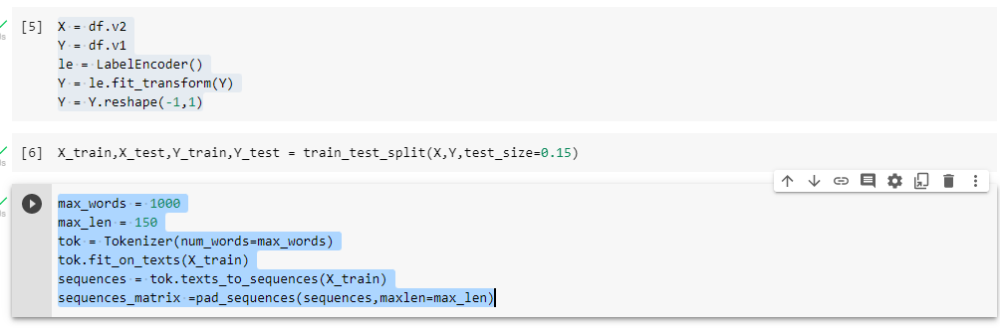 [5]
X = df.v2
Y = df.v1
le = LabelEncoder()
Y = le.fit_transform(Y)
Y = Y.reshape(-1,1)
[6]
X_train,X_test,Y_train,Y_test = train_test_split(X,Y,test_size=0.15)
max_words = 1000
max_len = 150
tok = Tokenizer(num_words=max_words)
tok.fit_on_texts(X_train)
sequences = tok.texts_to_sequences(X_train)
sequences_matrix =pad_sequences(sequences,maxlen=max_len)